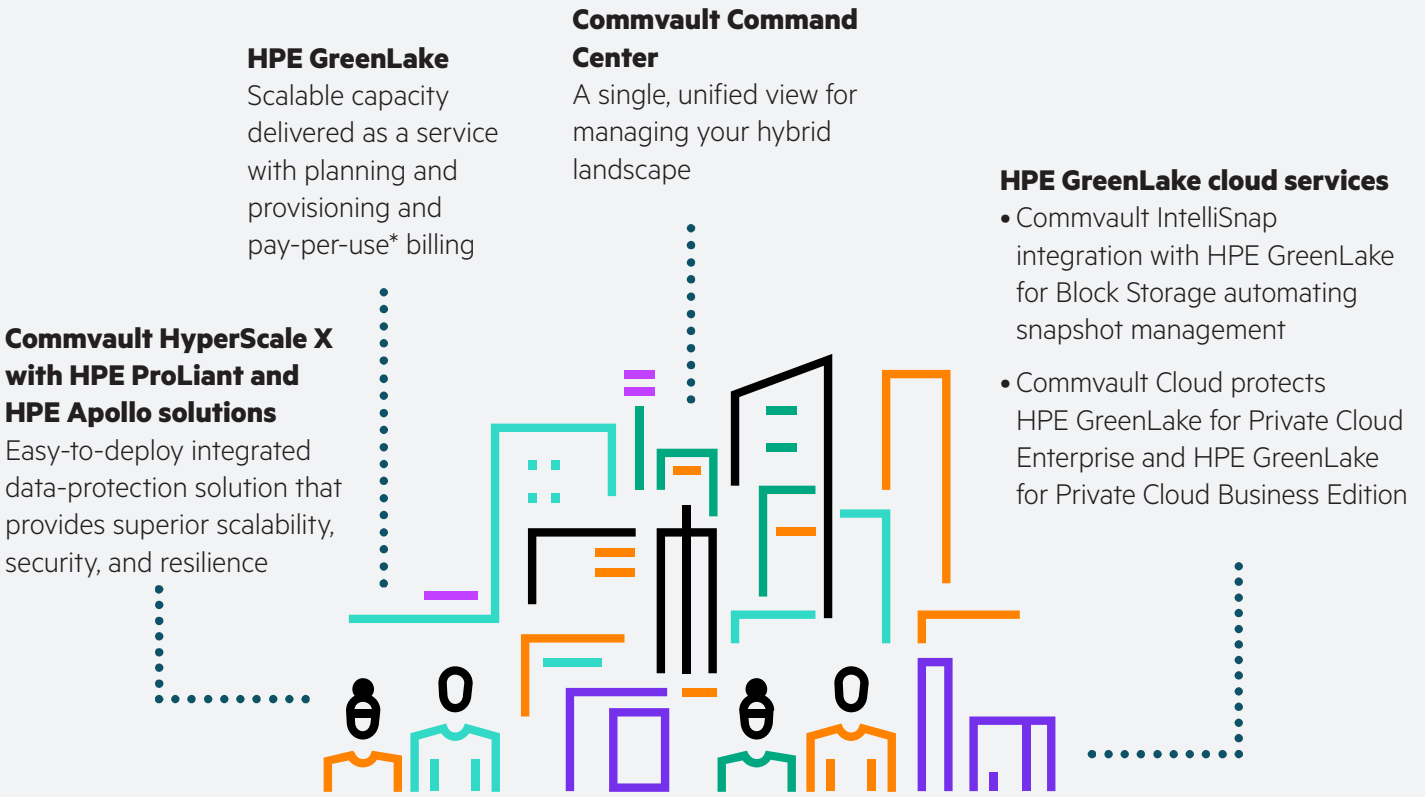 Commvault Command
Center
A single, unified view for
managing your hybrid
landscape
HPE GreenLake
Scalable capacity
delivered as a service
with planning and
provisioning and
pay-per-use* billing
HPE GreenLake cloud services
• Commvault IntelliSnap
integration with HPE GreenLake
for Block Storage automating
snapshot management
• Commvault Cloud protects
HPE GreenLake for Private Cloud
Enterprise and HPE GreenLake
for Private Cloud Business Edition
Commvault HyperScale X
with HPE ProLiant and
HPE Apollo solutions
Easy-to-deploy integrated
data-protection solution that
provides superior scalability,
security, and resilience